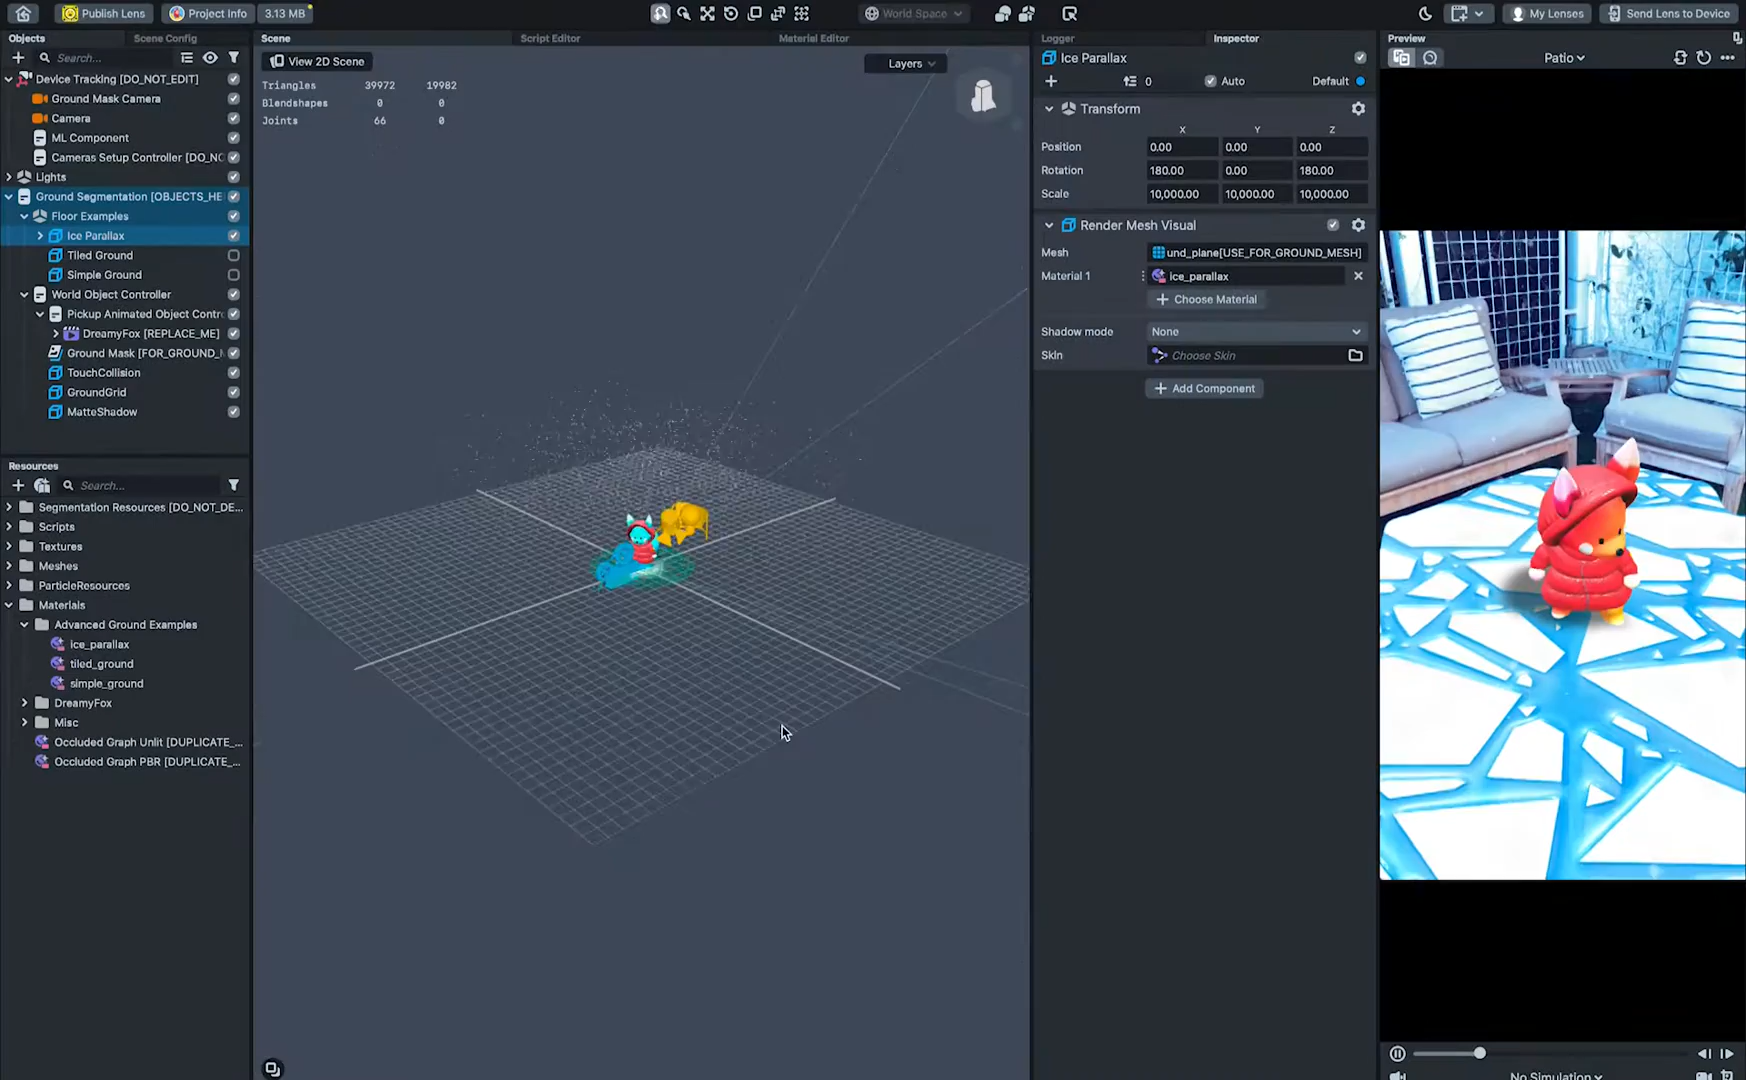 Publish Lens
Project Info
3.13 MB
World Space
My Lenses
Send Lens to Device
Objects
Scene Config
Search...
Device Tracking [DO_NOT_EDIT]
Ground Mask Camera
Camera
ML Component
Cameras Setup Controller [DO_NO
Lights
Ground Segmentation [OBJECTS_HE
Floor Examples
Ice Parallax
Tiled Ground
Simple Ground
World Object Controller
Pickup Animated Object Contr
DreamyFox [REPLACE_ME]
Ground Mask [FOR_GROUND_
TouchCollision
GroundGrid
MatteShadow
Resources
Search...
Segmentation Resources [DO_NOT_DE...
Scripts
Textures
Meshes
ParticleResources
Materials
Advanced Ground Examples
ice_parallax
tiled_ground
simple_ground
DreamyFox
Misc
Occluded Graph Unlit [DUPLICATE_...
Occluded Graph PBR [DUPLICATE_...
Scene
Script Editor
Material Editor
View 2D Scene
Layers
Triangles 39972 19982
Blendshapes 0 0
Joints 66 0
Logger
Inspector
Ice Parallax
0
Auto
Default
Transform
X Y Z
Position 0.00 0.00 0.00
Rotation 180.00 0.00 180.00
Scale 10,000.00 10,000.00 10,000.00
Render Mesh Visual
Mesh und_plane[USE_FOR_GROUND_MESH]
Material 1 ice_parallax
Choose Material
Shadow mode None
Skin Choose Skin
Add Component
Preview
Patio
No Simulation